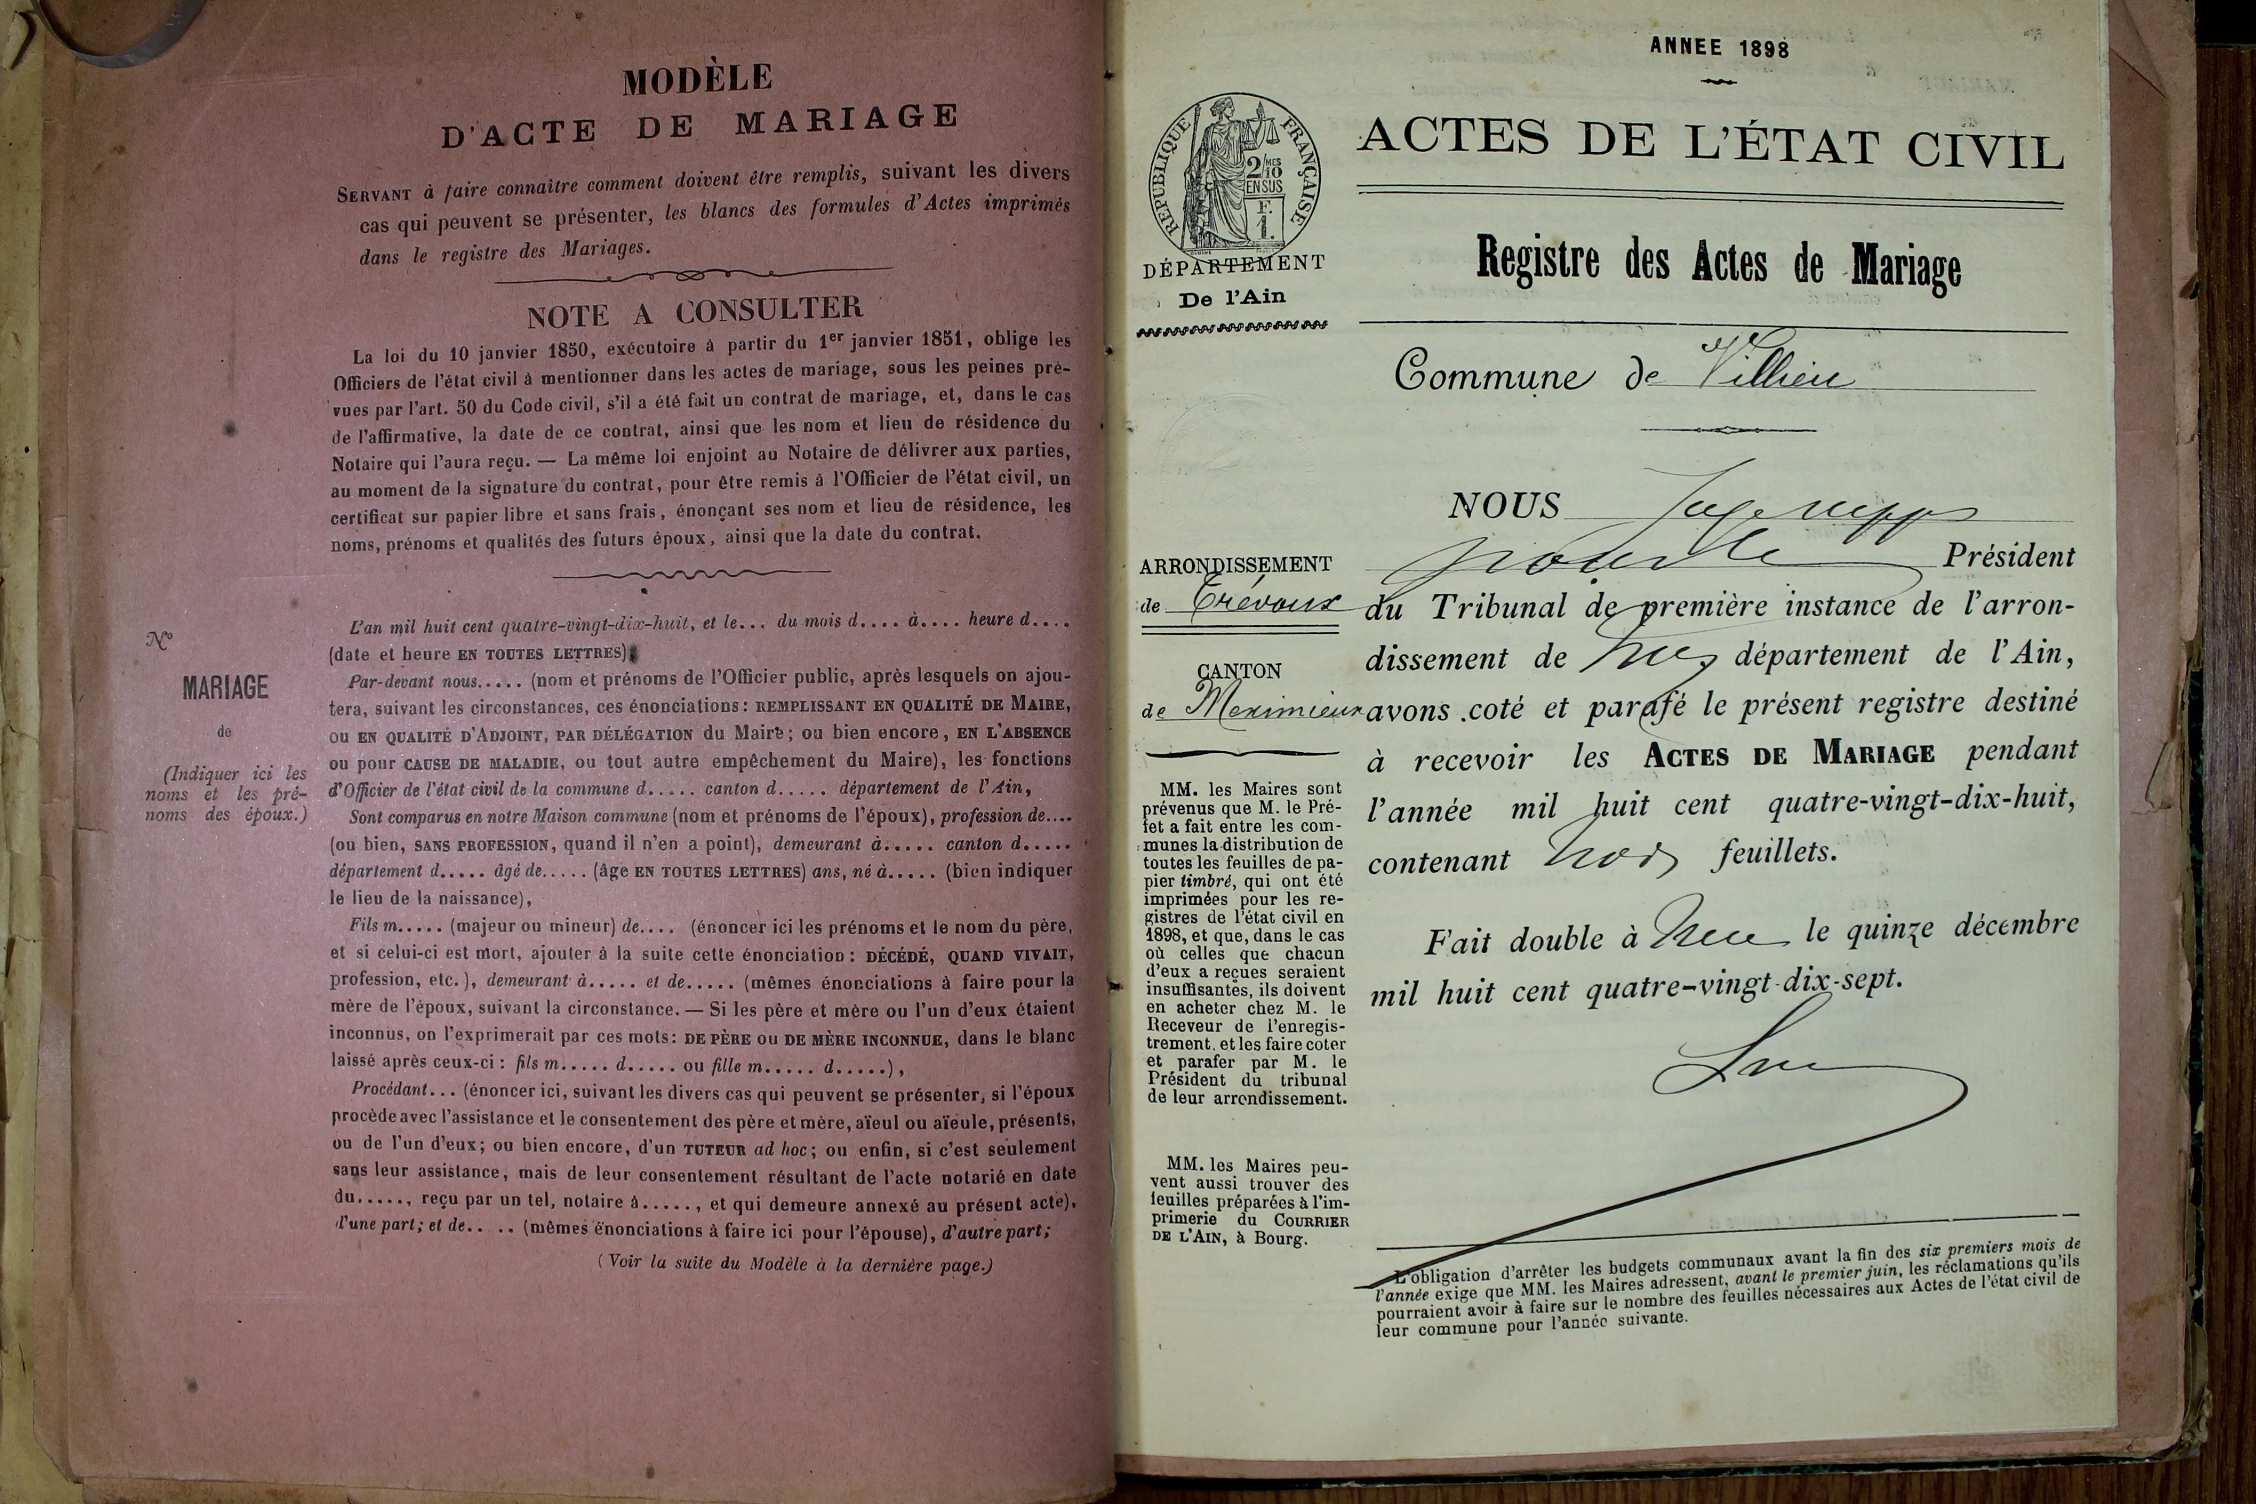 MODÈLE
D'ACTE DE MARIAGE
SERVANT à faire connaître comment doivent être remplis, suivant les divers
cas qui peuvent se présenter, les blancs des formules d'Actes imprimés
dans le registre des Mariages.
NOTE A CONSULTER
La loi du 10 janvier 1850, exécutoire à partir du 1er janvier 1851, oblige les
Officiers de l'état civil à mentionner dans les actes de mariage, sous les peines pré-
vues par l'art. 50 du Code civil, s'il a été fait un contrat de mariage, et, dans le cas
de l'affirmative, la date de ce contrat, ainsi que les nom et lieu de résidence du
Notaire qui l'aura reçu. — La même loi enjoint au Notaire de délivrer aux parties,
au moment de la signature du contrat, pour être remis à l'Officier de l'état civil, un
certificat sur papier libre et sans frais, énonçant ses nom et lieu de résidence, les
noms, prénoms et qualités des futurs époux, ainsi que la date du contrat.
No
MARIAGE
de
(Indiquer ici les
noms et les pré-
noms des époux.)
L'an mil huit cent quatre-vingt-dix-huit, et le... du mois d.... à.... heure d....
(date et heure EN TOUTES LETTRES);
Par-devant nous..... (nom et prénoms de l'Officier public, après lesquels on ajou-
tera, suivant les circonstances, ces énonciations: REMPLISSANT EN QUALITÉ DE MAIRE,
ou EN QUALITÉ D'ADJOINT, PAR DÉLÉGATION du Maire; ou bien encore, EN L'ABSENCE
ou pour CAUSE DE MALADIE, ou tout autre empêchement du Maire), les fonctions
d'Officier de l'état civil de la commune d..... canton d..... département de l'Ain,
Sont comparus en notre Maison commune (nom et prénoms de l'époux), profession de....
(ou bien, SANS PROFESSION, quand il n'en a point), demeurant à..... canton d.....
département d..... âgé de..... (âge EN TOUTES LETTRES) ans, né à..... (bien indiquer
le lieu de la naissance),
Fils m..... (majeur ou mineur) de.... (énoncer ici les prénoms et le nom du père,
et si celui-ci est mort, ajouter à la suite cette énonciation: DÉCÉDÉ, QUAND VIVAIT,
profession, etc.), demeurant à..... et de..... (mêmes énonciations à faire pour la
mère de l'époux, suivant la circonstance. — Si les père et mère ou l'un d'eux étaient
inconnus, on l'exprimerait par ces mots: DE PÈRE ou DE MÈRE INCONNUE, dans le blanc
laissé après ceux-ci: fils m..... d..... ou fille m..... d.....),
Procédant... (énoncer ici, suivant les divers cas qui peuvent se présenter, si l'époux
procède avec l'assistance et le consentement des père et mère, aïeul ou aïeule, présents,
ou de l'un d'eux; ou bien encore, d'un TUTEUR ad hoc; ou enfin, si c'est seulement
sans leur assistance, mais de leur consentement résultant de l'acte notarié en date
du....., reçu par un tel, notaire à....., et qui demeure annexé au présent acte),
d'une part; et de.. .. (mêmes énonciations à faire ici pour l'épouse), d'autre part;
(Voir la suite du Modèle à la dernière page.)
ANNEE 1898
RÉPUBLIQUE FRANÇAISE
2/MES 10
EN SUS
F. 1.
DÉPARTEMENT
De l'Ain
ACTES DE L'ÉTAT CIVIL
Registre des Actes de Mariage
Commune de Villieu
ARRONDISSEMENT
de Trévoux
CANTON
de Meximieux
MM. les Maires sont
prévenus que M. le Pré-
fet a fait entre les com-
munes la distribution de
toutes les feuilles de pa-
pier timbré, qui ont été
imprimées pour les re-
gistres de l'état civil en
1898, et que, dans le cas
où celles que chacun
d'eux a reçues seraient
insuffisantes, ils doivent
en acheter chez M. le
Receveur de l'enregis-
trement, et les faire coter
et parafer par M. le
Président du tribunal
de leur arrondissement.
MM. les Maires peu-
vent aussi trouver des
feuilles préparées à l'im-
primerie du COURRIER
DE L'AIN, à Bourg.
NOUS Juge
Président
du Tribunal de première instance de l'arron-
dissement de département de l'Ain,
avons coté et parafé le présent registre destiné
à recevoir les ACTES DE MARIAGE pendant
l'année mil huit cent quatre-vingt-dix-huit,
contenant feuillets.
Fait double à le quinze décembre
mil huit cent quatre-vingt-dix-sept.
L'obligation d'arrêter les budgets communaux avant la fin des six premiers mois de
l'année exige que MM. les Maires adressent, avant le premier juin, les réclamations qu'ils
pourraient avoir à faire sur le nombre des feuilles nécessaires aux Actes de l'état civil de
leur commune pour l'année suivante.